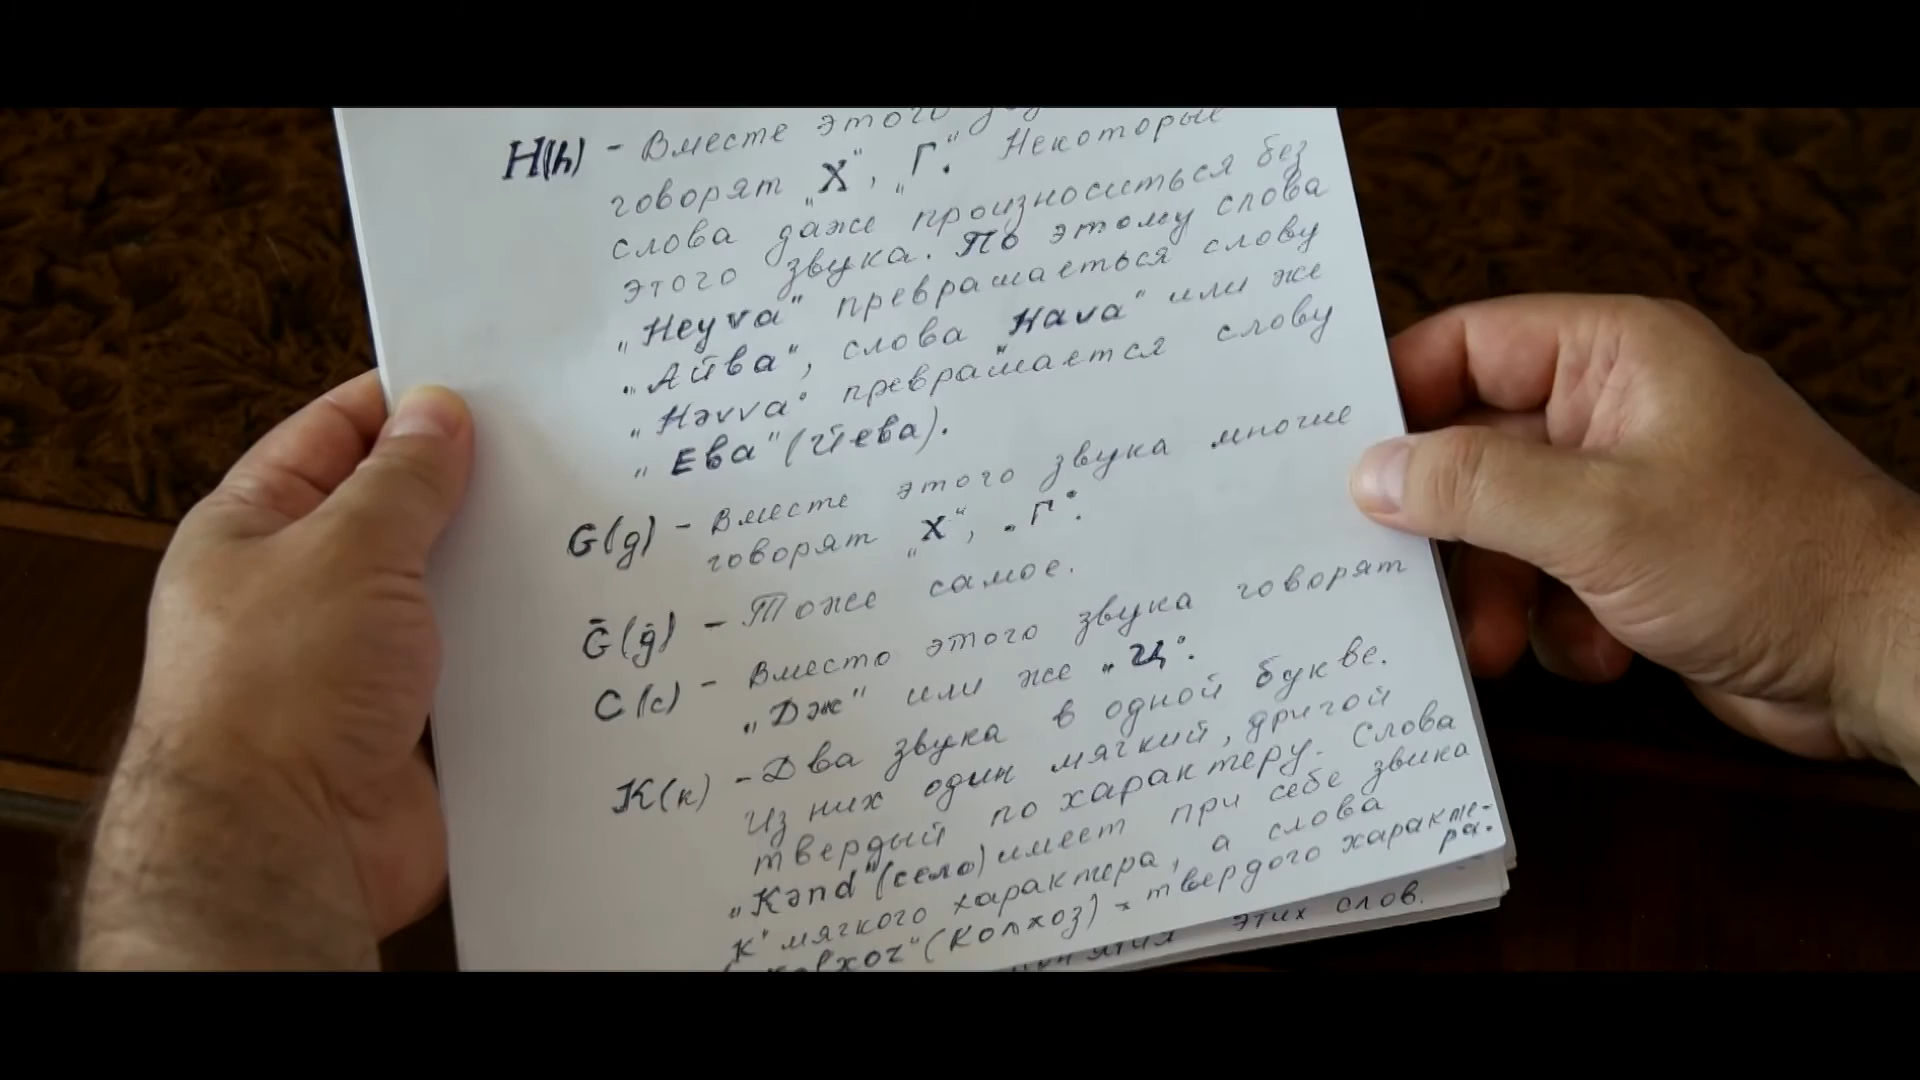 H(h) - Вместе этого
говорят „Х", „Г". Некоторые
слова даже произноситься без
этого звука. По этому слова
„Heyva" превращаеться слову
„Айва", слова „Hava" или же
„Həvva" превращается слову
„Ева" (Йева).
G(g) - Вместе этого звука многие
говорят „Х", „Г".
Ḡ(ḡ) - Тоже самое.
C(c) - Вместо этого звука говорят
„Дж" или же „Ц".
K(к) - Два звука в одной букве.
Из них один мягкий, другой
твердый по характеру. Слова
„Kənd" (село) имеет при себе звука
К" мягкого характера, а слова
(Колхоз) - твердого характе-
ра.
этих слов.